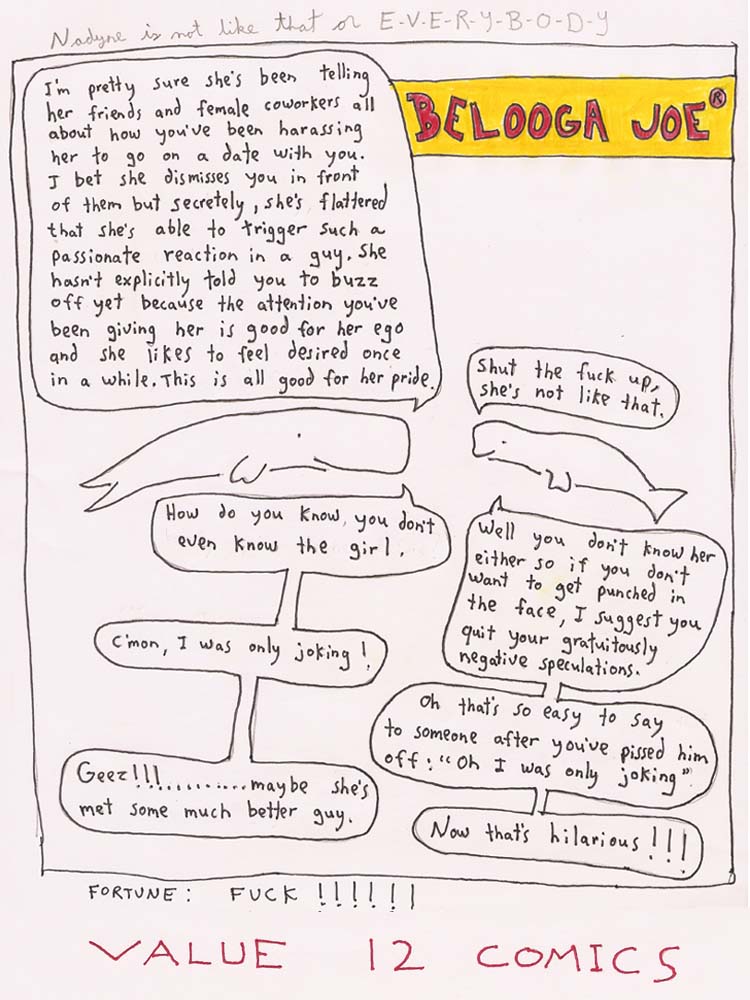 Nadyne is not like that or E-V-E-R-Y-B-O-D-Y
BELOOGA JOE®
I'm pretty sure she's been telling
her friends and female coworkers all
about how you've been harassing
her to go on a date with you.
I bet she dismisses you in front
of them but secretely, she's flattered
that she's able to trigger such a
passionate reaction in a guy. She
hasn't explicitly told you to buzz
off yet because the attention you've
been giving her is good for her ego
and she likes to feel desired once
in a while. This is all good for her pride.
Shut the fuck up,
she's not like that.
How do you know, you don't
even know the girl.
Well you don't know her
either so if you don't
want to get punched in
the face, I suggest you
quit your gratuitously
negative speculations.
C'mon, I was only joking!
Oh that's so easy to say
to someone after you've pissed him
off: "Oh I was only joking"
Geez!!!..........maybe she's
met some much better guy.
Now that's hilarious!!!
FORTUNE: FUCK !!!!!!
VALUE 12 COMICS